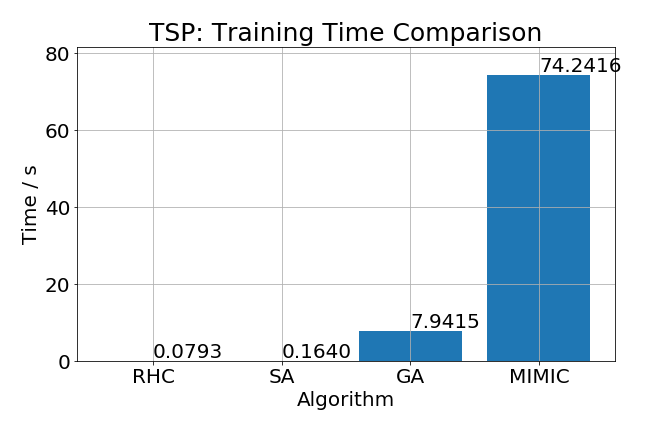 TSP: Training Time Comparison
80
60
40
20
0
Time / s
74.2416
7.9415
0.1640
0.0793
RHC SA GA MIMIC
Algorithm